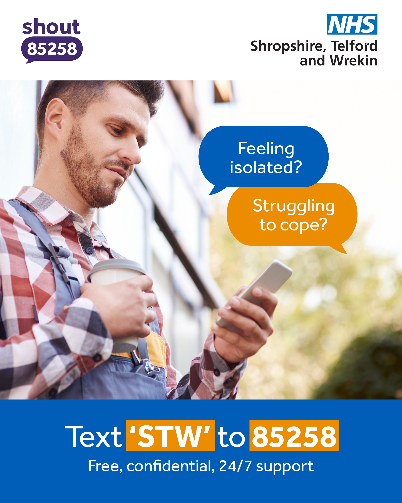 shout
85258
NHS
Shropshire, Telford
and Wrekin
Feeling
isolated?
Struggling
to cope?
Text 'STW' to 85258
Free, confidential, 24/7 support